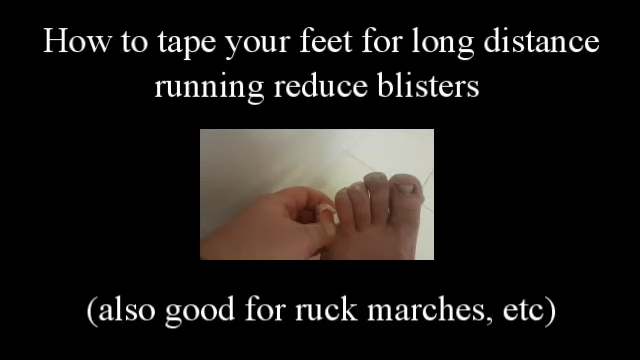 How to tape your feet for long distance
running reduce blisters
(also good for ruck marches, etc)